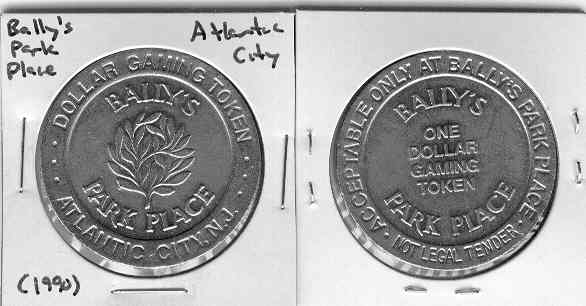 Bally's
Park
Place
Atlantic
City
· DOLLAR GAMING TOKEN ·
BALLY'S
PARK PLACE
ATLANTIC CITY, N.J.
(1990)
· ACCEPTABLE ONLY AT BALLY'S PARK PLACE ·
BALLY'S
ONE
DOLLAR
GAMING
TOKEN
PARK PLACE
NOT LEGAL TENDER